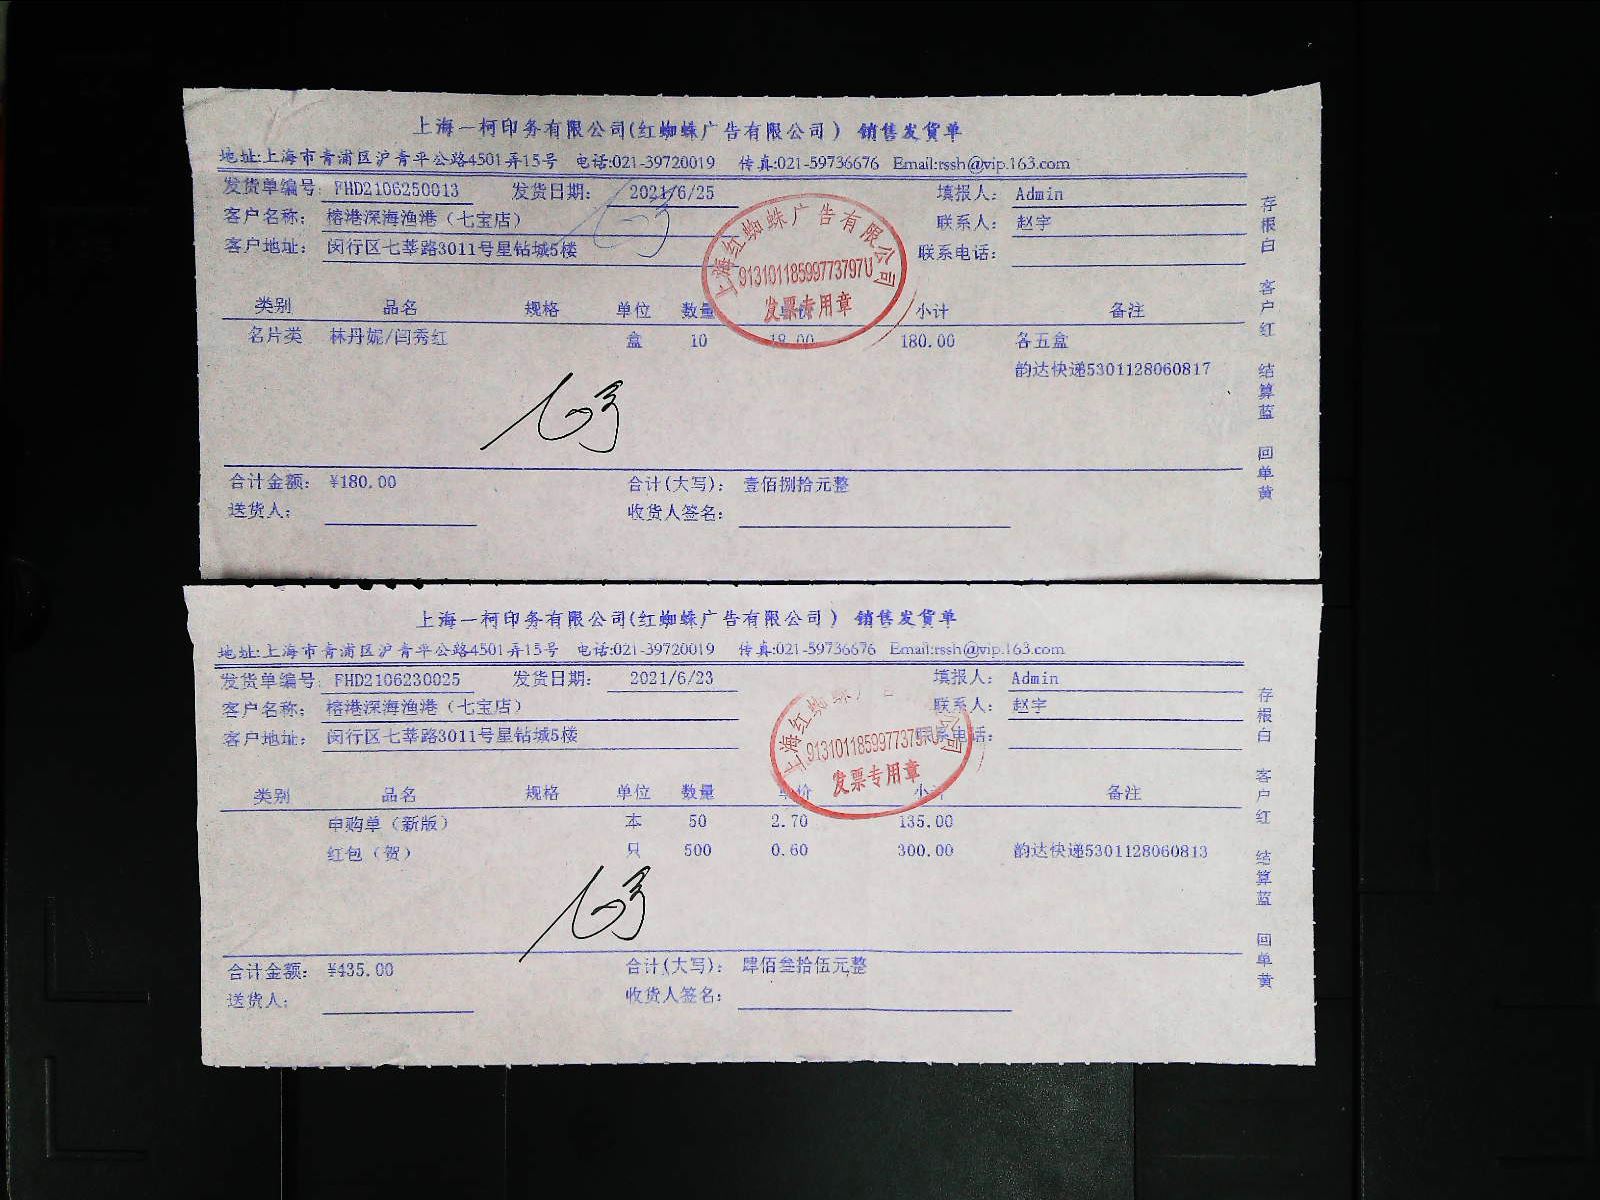 上海一柯印务有限公司(红蜘蛛广告有限公司) 销售发货单
地址:上海市青浦区沪青平公路4501弄15号 电话:021-39720019 传真:021-59736676 Email:rssh@vip.163.com
发货单编号: FHD2106250013 发货日期: 2021/6/25 填报人: Admin
客户名称: 榕港深海渔港（七宝店） 联系人: 赵宇
客户地址: 闵行区七莘路3011号星钻城5楼 联系电话:
上海红蜘蛛广告有限公司
91310118599773797U
发票专用章
类别 品名 规格 单位 数量 单价 小计 备注
名片类 林丹妮/闫秀红 盒 10 18.00 180.00 各五盒
韵达快递5301128060817
合计金额: ¥180.00 合计(大写): 壹佰捌拾元整
送货人: 收货人签名:
存根白 客户红 结算蓝 回单黄
上海一柯印务有限公司(红蜘蛛广告有限公司) 销售发货单
地址:上海市青浦区沪青平公路4501弄15号 电话:021-39720019 传真:021-59736676 Email:rssh@vip.163.com
发货单编号: FHD2106230025 发货日期: 2021/6/23 填报人: Admin
客户名称: 榕港深海渔港（七宝店） 联系人: 赵宇
客户地址: 闵行区七莘路3011号星钻城5楼 联系电话:
上海红蜘蛛广告有限公司
91310118599773797U
发票专用章
类别 品名 规格 单位 数量 单价 小计 备注
申购单（新版） 本 50 2.70 135.00
红包（贺） 只 500 0.60 300.00 韵达快递5301128060813
合计金额: ¥435.00 合计(大写): 肆佰叁拾伍元整
送货人: 收货人签名:
存根白 客户红 结算蓝 回单黄